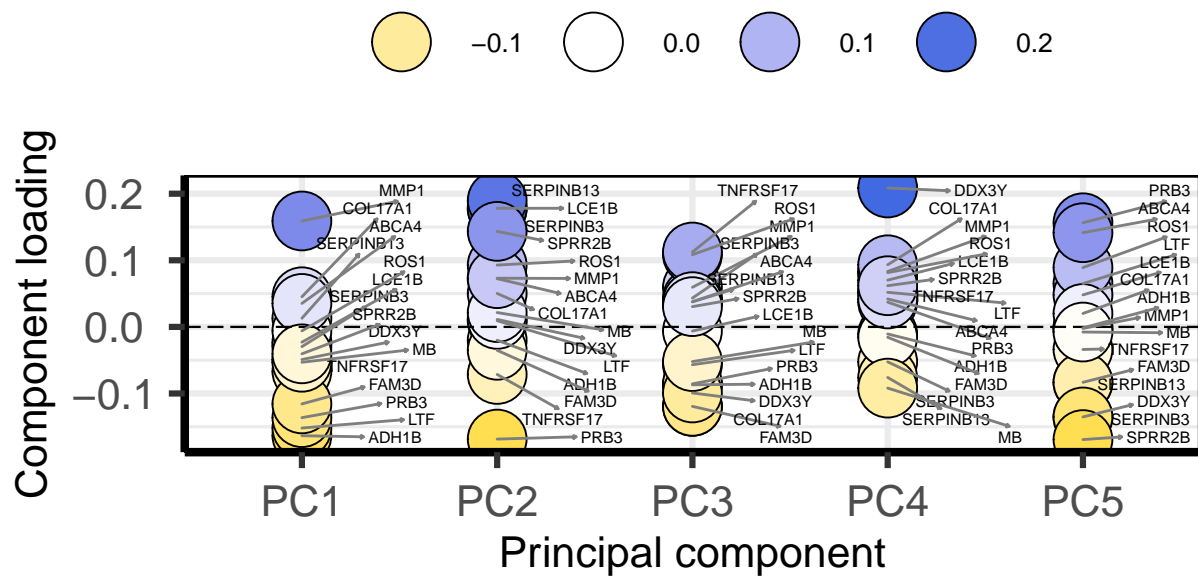 −0.1 0.0 0.1 0.2
Component loading
0.2
0.1
0.0
−0.1
MMP1
COL17A1
ABCA4
SERPINB13
ROS1
LCE1B
SERPINB3
SPRR2B
DDX3Y
MB
TNFRSF17
FAM3D
PRB3
LTF
ADH1B
SERPINB13
LCE1B
SERPINB3
SPRR2B
ROS1
MMP1
ABCA4
COL17A1
MB
DDX3Y
LTF
ADH1B
FAM3D
TNFRSF17
PRB3
TNFRSF17
ROS1
MMP1
SERPINB3
ABCA4
SERPINB13
SPRR2B
LCE1B
MB
LTF
PRB3
ADH1B
DDX3Y
COL17A1
FAM3D
DDX3Y
COL17A1
MMP1
ROS1
LCE1B
SPRR2B
TNFRSF17
LTF
ABCA4
PRB3
ADH1B
FAM3D
SERPINB3
SERPINB13
MB
PRB3
ABCA4
ROS1
LTF
LCE1B
COL17A1
ADH1B
MMP1
MB
TNFRSF17
FAM3D
SERPINB13
DDX3Y
SERPINB3
SPRR2B
PC1 PC2 PC3 PC4 PC5
Principal component